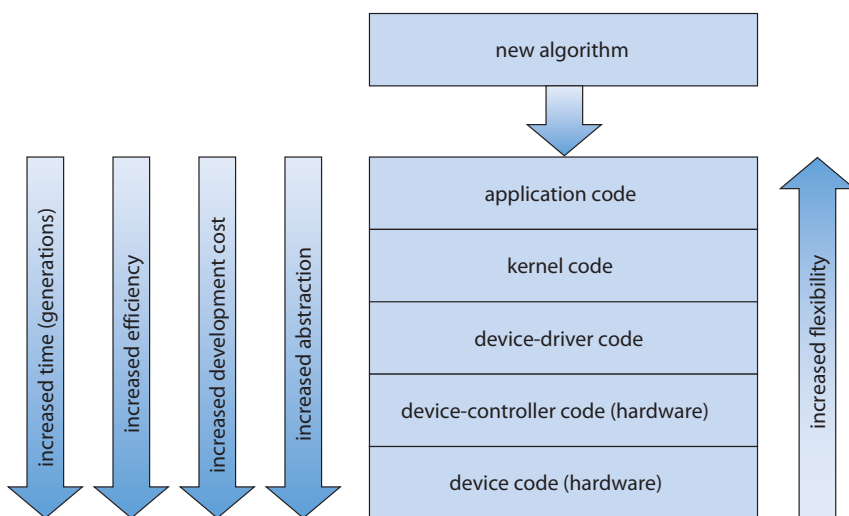 new algorithm
application code
kernel code
device-driver code
device-controller code (hardware)
device code (hardware)
increased time (generations)
increased efficiency
increased development cost
increased abstraction
increased flexibility